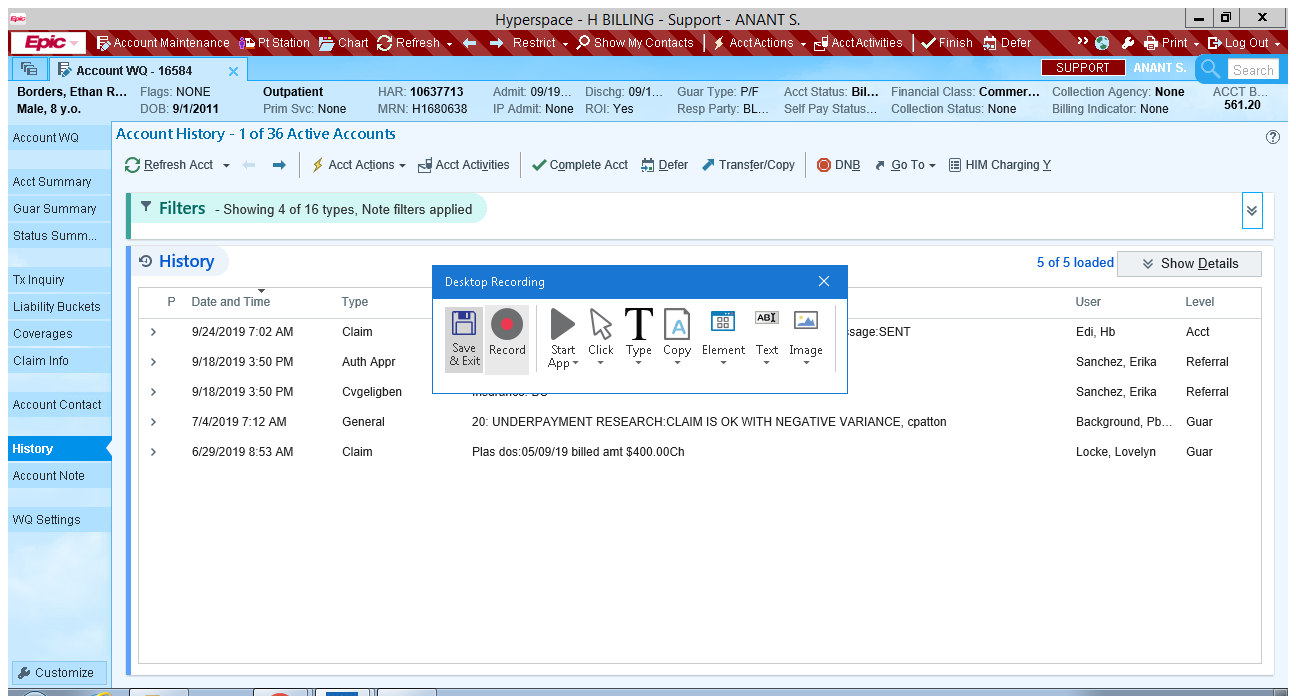 Epic Hyperspace - H BILLING - Support - ANANT S. X
Epic Account Maintenance Pt Station Chart Refresh Restrict Show My Contacts Acct Actions Acct Activities Finish Defer Print Log Out
Account WQ - 16584 SUPPORT ANANT S. Search
Borders, Ethan R... Flags: NONE Outpatient HAR: 10637713 Admit: 09/19... Dischg: 09/1... Guar Type: P/F Acct Status: Bil... Financial Class: Commer... Collection Agency: None ACCT B...
Male, 8 y.o. DOB: 9/1/2011 Prim Svc: None MRN: H1680638 IP Admit: None ROI: Yes Resp Party: BL... Self Pay Status... Collection Status: None Billing Indicator: None 561.20
Account WQ
Acct Summary
Guar Summary
Status Summ...
Tx Inquiry
Liability Buckets
Coverages
Claim Info
Account Contact
History
Account Note
WQ Settings
Customize
Account History - 1 of 36 Active Accounts
Refresh Acct Acct Actions Acct Activities Complete Acct Defer Transfer/Copy DNB Go To HIM Charging Y
Filters - Showing 4 of 16 types, Note filters applied
History 5 of 5 loaded Show Details
P Date and Time Type User Level
9/24/2019 7:02 AM Claim ssage:SENT Edi, Hb Acct
9/18/2019 3:50 PM Auth Appr Sanchez, Erika Referral
9/18/2019 3:50 PM Cvgeligben Sanchez, Erika Referral
7/4/2019 7:12 AM General 20: UNDERPAYMENT RESEARCH:CLAIM IS OK WITH NEGATIVE VARIANCE, cpatton Background, Pb... Guar
6/29/2019 8:53 AM Claim Plas dos:05/09/19 billed amt $400.00Ch Locke, Lovelyn Guar
Desktop Recording
Save & Exit Record Start App Click T Type A Copy Element ABI Text Image